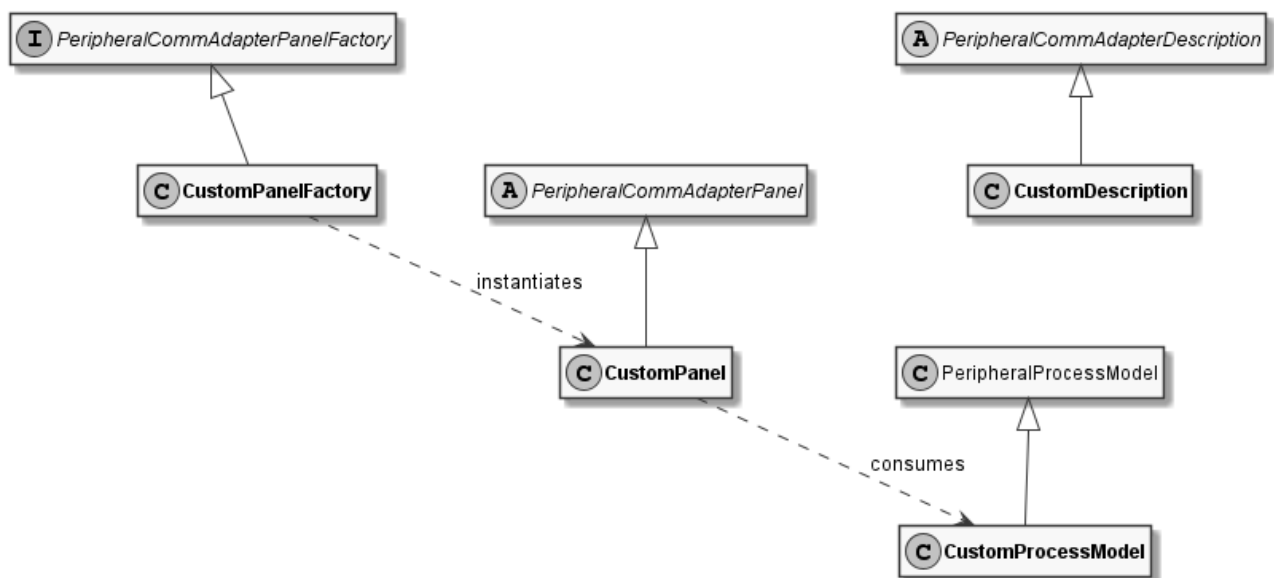 I PeripheralCommAdapterPanelFactory
A PeripheralCommAdapterDescription
C CustomPanelFactory
A PeripheralCommAdapterPanel
C CustomDescription
instantiates
C CustomPanel
C PeripheralProcessModel
consumes
C CustomProcessModel